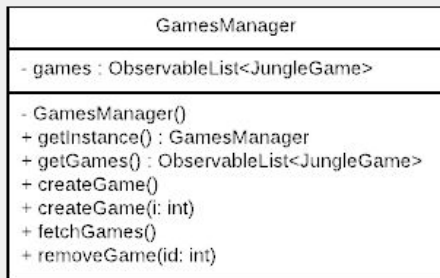 GamesManager
- games : ObservableList<JungleGame>
- GamesManager()
+ getInstance() : GamesManager
+ getGames() : ObservableList<JungleGame>
+ createGame()
+ createGame(i: int)
+ fetchGames()
+ removeGame(id: int)